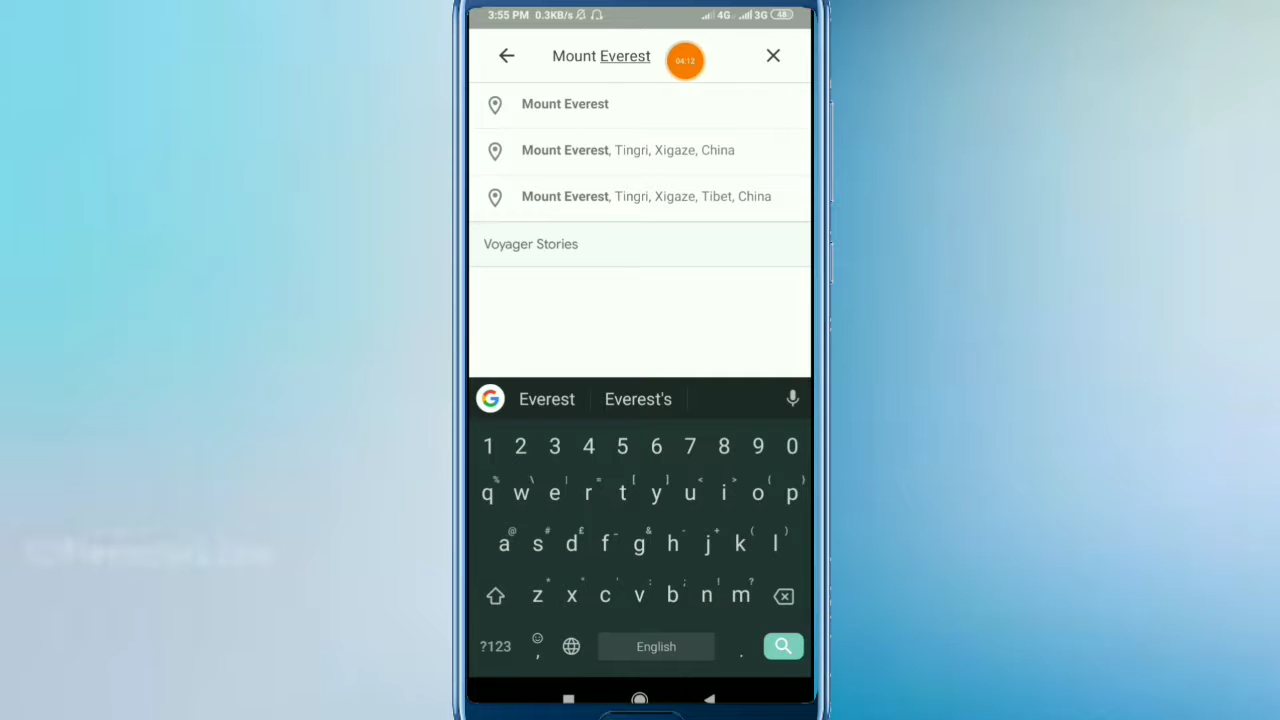 3:55 PM 0.3KB/s 4G 3G 48
Mount Everest 04:12
Mount Everest
Mount Everest, Tingri, Xigaze, China
Mount Everest, Tingri, Xigaze, Tibet, China
Voyager Stories
G Everest Everest's
1 2 3 4 5 6 7 8 9 0
% \ | = [ ] < > { }
q w e r t y u i o p
@ # £ - & - + ( )
a s d f g h j k l
* " ' : ; ! ?
z x c v b n m
?123 , English .